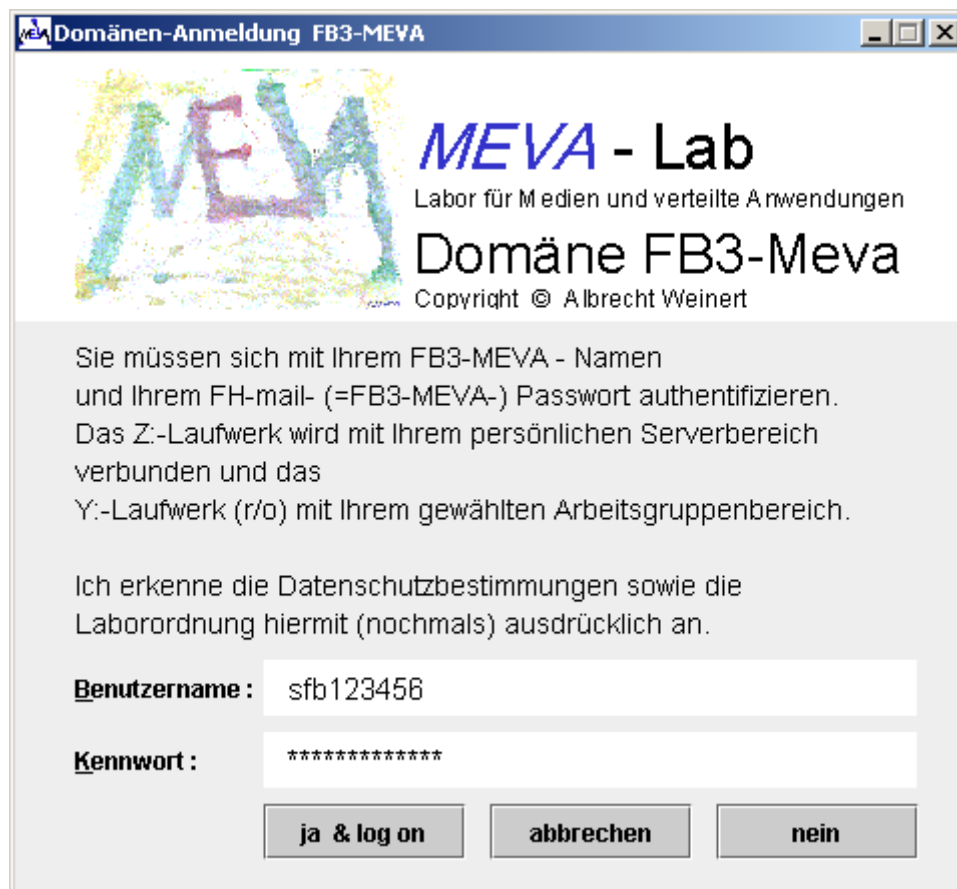 Domänen-Anmeldung FB3-MEVA
MEVA
MEVA - Lab
Labor für Medien und verteilte Anwendungen
Domäne FB3-Meva
Copyright © Albrecht Weinert
Sie müssen sich mit Ihrem FB3-MEVA - Namen
und Ihrem FH-mail- (=FB3-MEVA-) Passwort authentifizieren.
Das Z:-Laufwerk wird mit Ihrem persönlichen Serverbereich
verbunden und das
Y:-Laufwerk (r/o) mit Ihrem gewählten Arbeitsgruppenbereich.
Ich erkenne die Datenschutzbestimmungen sowie die
Laborordnung hiermit (nochmals) ausdrücklich an.
Benutzername : sfb123456
Kennwort : *************
ja & log on abbrechen nein